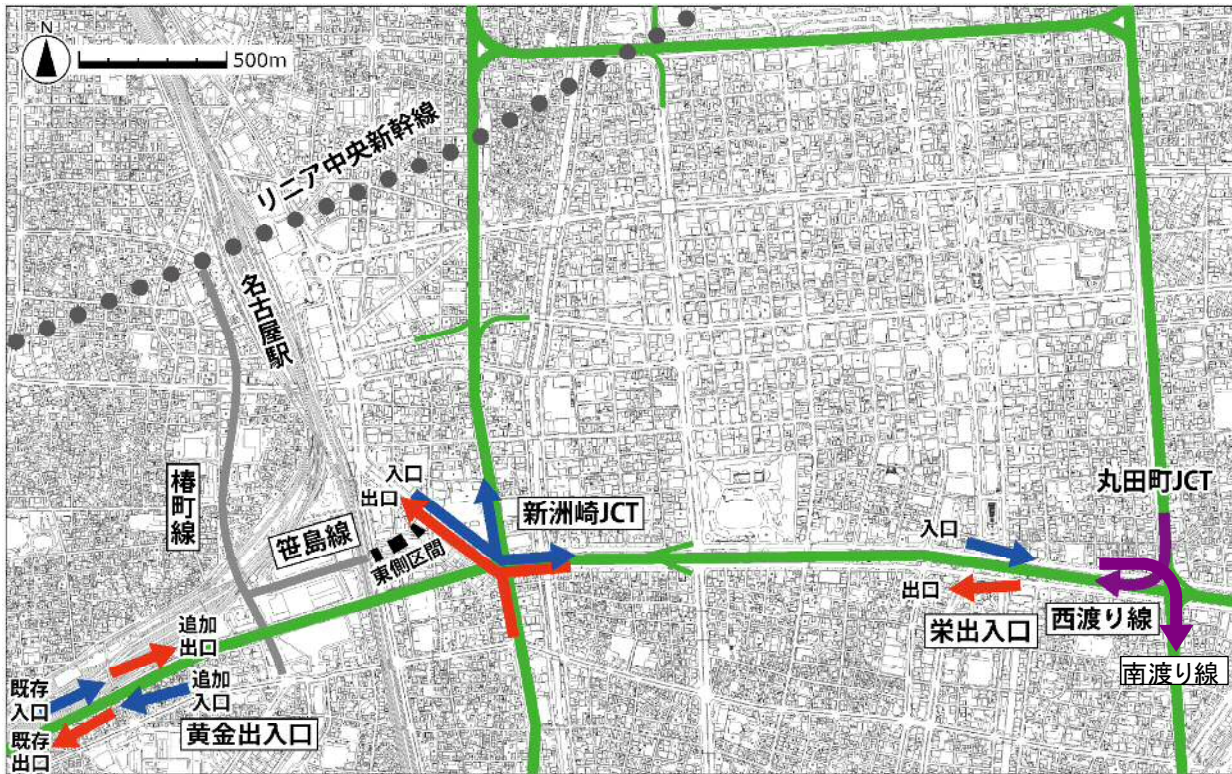 N
500m
リニア中央新幹線
名古屋駅
椿町線
笹島線
東側区間
入口
出口
新洲崎JCT
丸田町JCT
入口
出口
栄出入口
西渡り線
南渡り線
追加
出口
既存
入口
追加
入口
既存
出口
黄金出入口